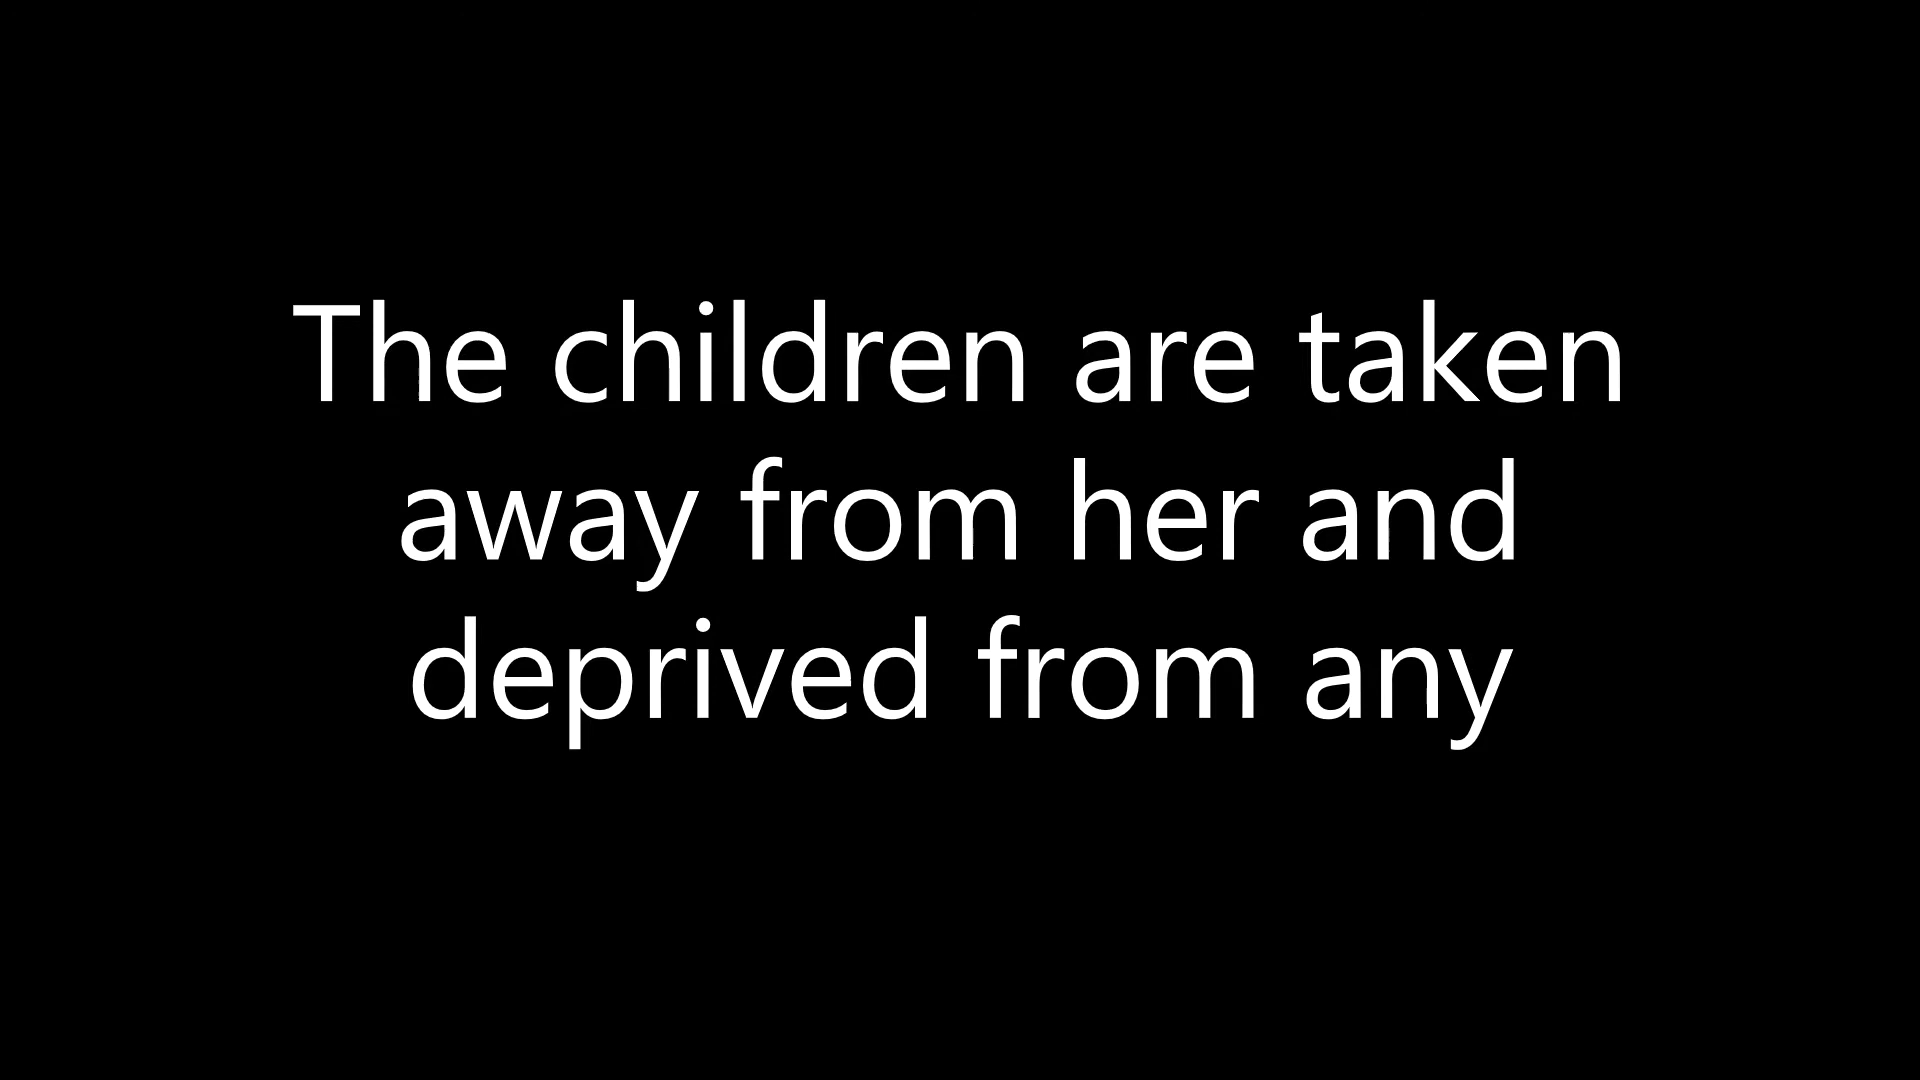 The children are taken
away from her and
deprived from any